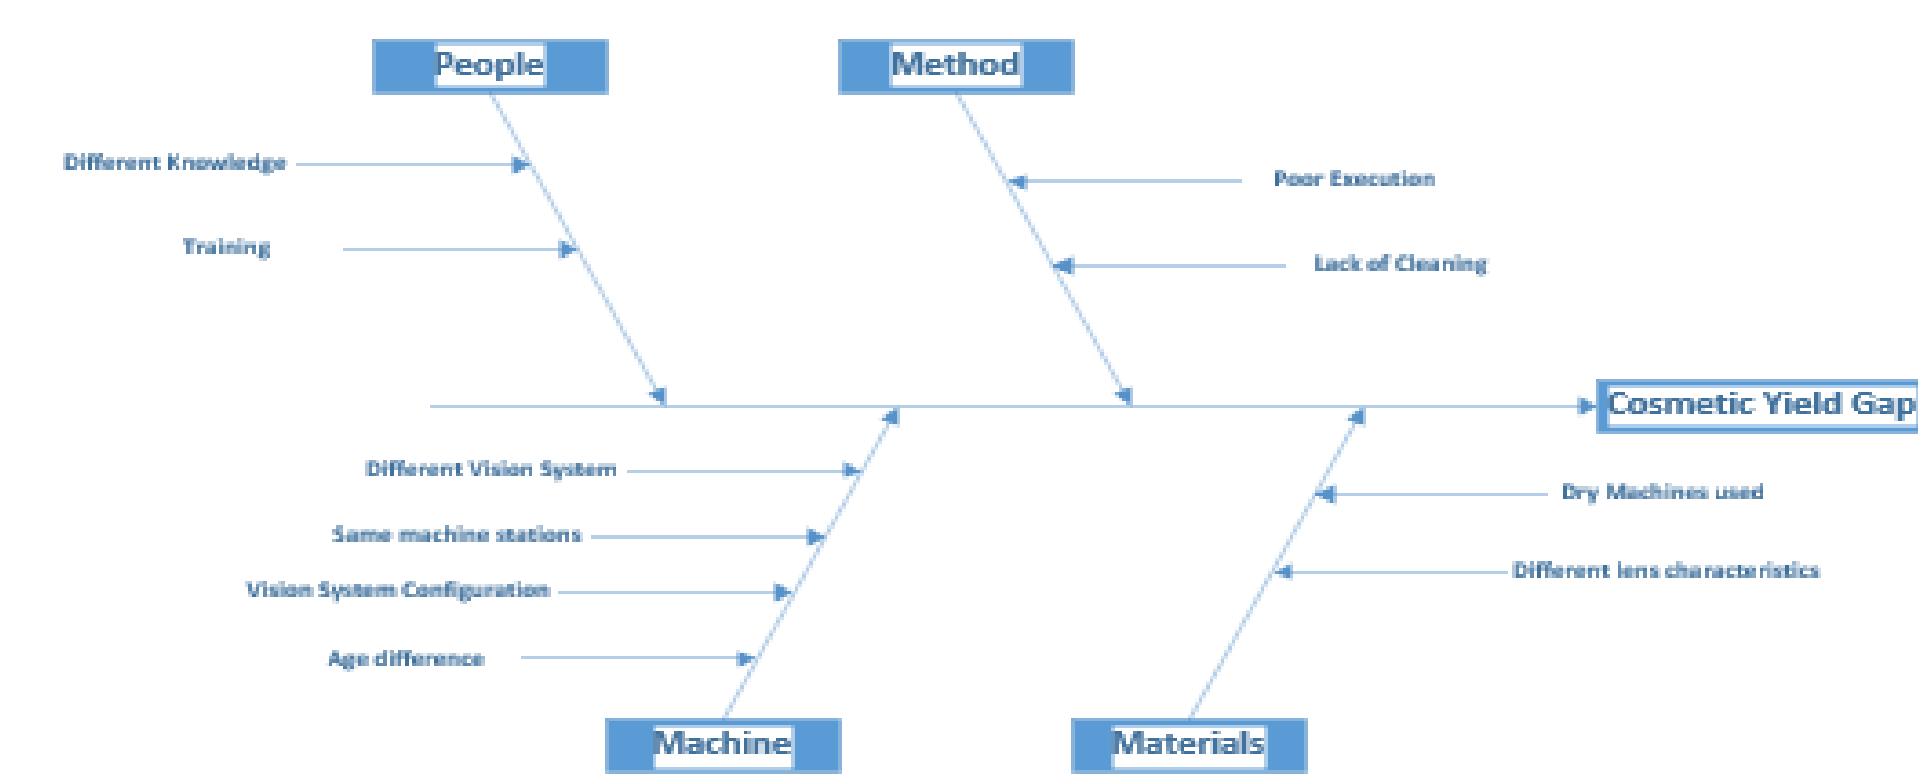 People
Method
Different Knowledge
Poor Execution
Training
Lack of Cleaning
Cosmetic Yield Gap
Different Vision System
Dry Machines used
Same machine stations
Different lens characteristics
Vision System Configuration
Age difference
Machine
Materials